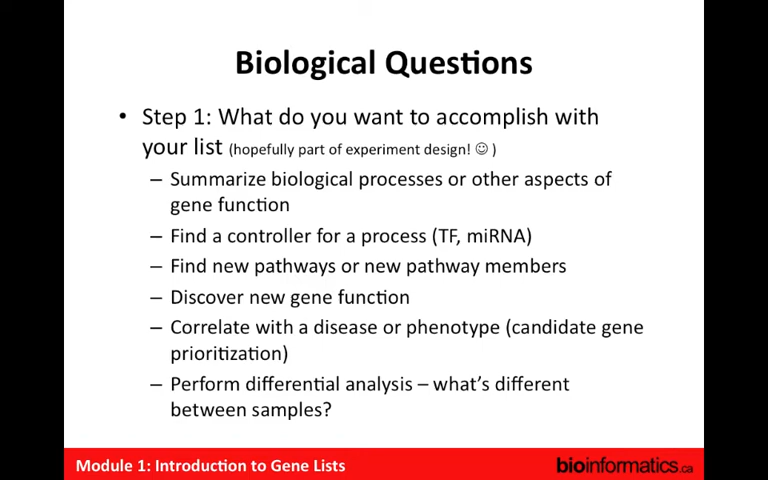 Biological Questions
• Step 1: What do you want to accomplish with
your list (hopefully part of experiment design! ☺ )
– Summarize biological processes or other aspects of
gene function
– Find a controller for a process (TF, miRNA)
– Find new pathways or new pathway members
– Discover new gene function
– Correlate with a disease or phenotype (candidate gene
prioritization)
– Perform differential analysis – what's different
between samples?
Module 1: Introduction to Gene Lists
bioinformatics.ca